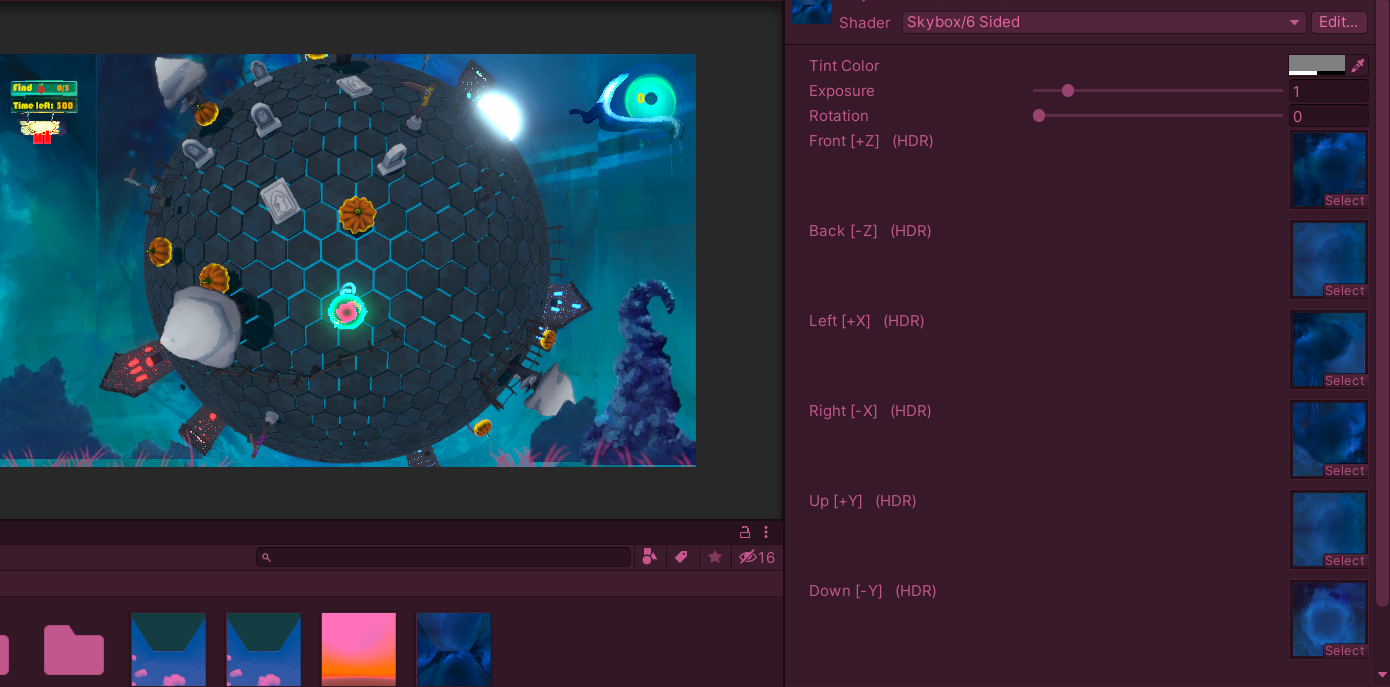 Shader
Skybox/6 Sided
Edit...
Tint Color
Exposure
1
Rotation
0
Front [+Z] (HDR)
Select
Back [-Z] (HDR)
Select
Left [+X] (HDR)
Select
Right [-X] (HDR)
Select
Up [+Y] (HDR)
Select
Down [-Y] (HDR)
Select
Find 0/3
Time left: 300
0
16